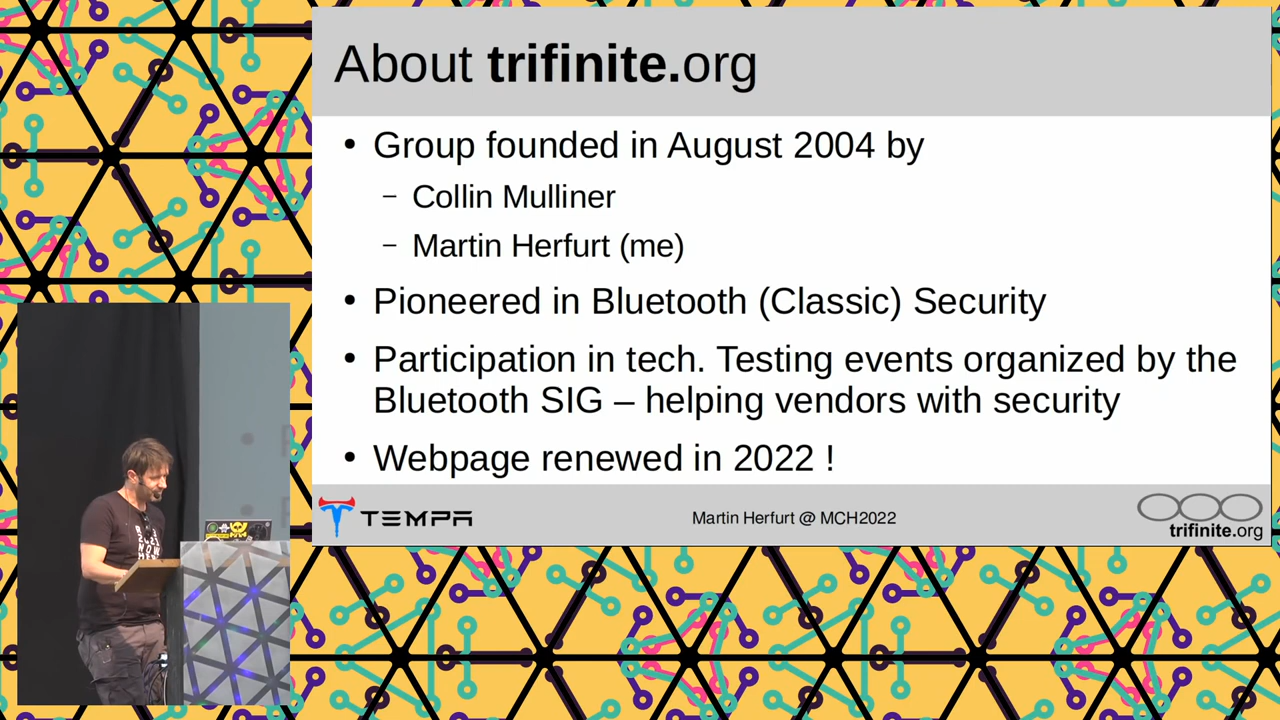 About trifinite.org
• Group founded in August 2004 by
– Collin Mulliner
– Martin Herfurt (me)
• Pioneered in Bluetooth (Classic) Security
• Participation in tech. Testing events organized by the
Bluetooth SIG – helping vendors with security
• Webpage renewed in 2022 !
TEMPA
Martin Herfurt @ MCH2022
trifinite.org